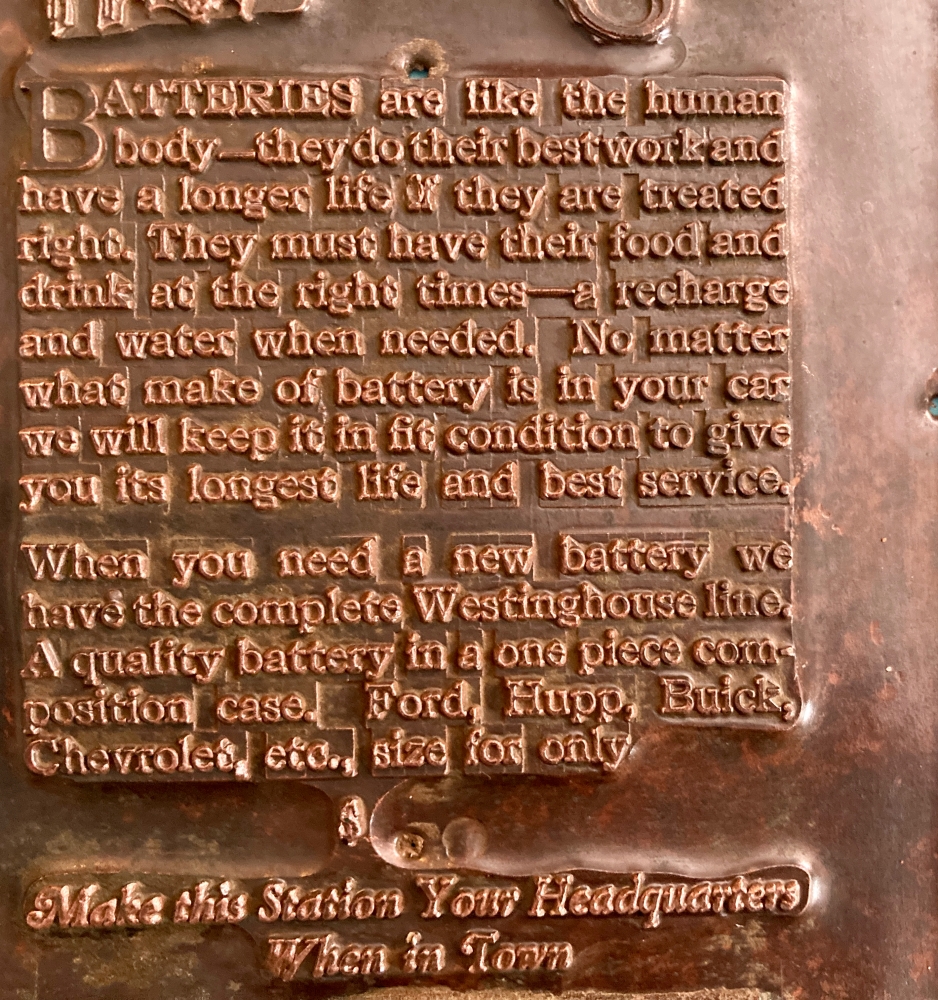 BATTERIES are like the human
body—they do their best work and
have a longer life if they are treated
right. They must have their food and
drink at the right times—a recharge
and water when needed. No matter
what make of battery is in your car
we will keep it in fit condition to give
you its longest life and best service.
When you need a new battery we
have the complete Westinghouse line.
A quality battery in a one piece com-
position case. Ford, Hupp, Buick,
Chevrolet, etc., size for only
$
Make this Station Your Headquarters
When in Town